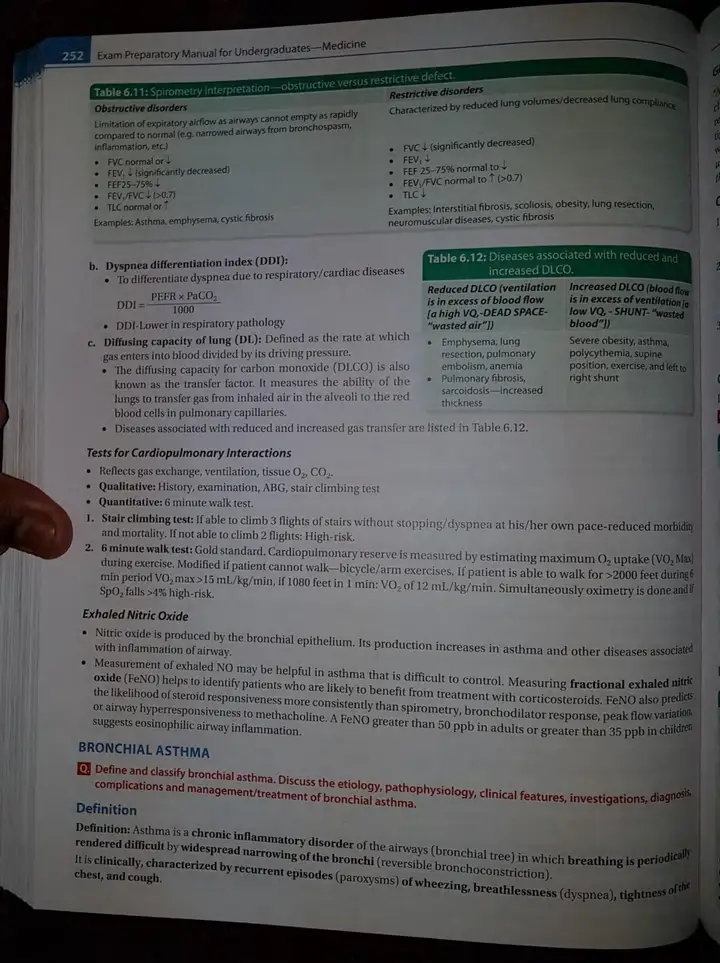 252 Exam Preparatory Manual for Undergraduates—Medicine
Table 6.11: Spirometry interpretation—obstructive versus restrictive defect.
Obstructive disorders
Limitation of expiratory airflow as airways cannot empty as rapidly
compared to normal (e.g. narrowed airways from bronchospasm,
inflammation, etc.)
• FVC normal or ↓
• FEV₁ ↓ (significantly decreased)
• FEF25–75% ↓
• FEV₁/FVC ↓ (>0.7)
• TLC normal or ↑
Examples: Asthma, emphysema, cystic fibrosis
Restrictive disorders
Characterized by reduced lung volumes/decreased lung compliance
• FVC ↓ (significantly decreased)
• FEV₁ ↓
• FEF 25–75% normal to ↓
• FEV₁/FVC normal to ↑ (>0.7)
• TLC ↓
Examples: Interstitial fibrosis, scoliosis, obesity, lung resection,
neuromuscular diseases, cystic fibrosis
b. Dyspnea differentiation index (DDI):
• To differentiate dyspnea due to respiratory/cardiac diseases
DDI = PEFR × PaCO₂ / 1000
• DDI-Lower in respiratory pathology
c. Diffusing capacity of lung (DL): Defined as the rate at which
gas enters into blood divided by its driving pressure.
• The diffusing capacity for carbon monoxide (DLCO) is also
known as the transfer factor. It measures the ability of the
lungs to transfer gas from inhaled air in the alveoli to the red
blood cells in pulmonary capillaries.
• Diseases associated with reduced and increased gas transfer are listed in Table 6.12.
Table 6.12: Diseases associated with reduced and
increased DLCO.
Reduced DLCO (ventilation
is in excess of blood flow
[a high VQ,-DEAD SPACE-
"wasted air"])
• Emphysema, lung
resection, pulmonary
embolism, anemia
• Pulmonary fibrosis,
sarcoidosis—increased
thickness
Increased DLCO (blood flow
is in excess of ventilation [a
low VQ, - SHUNT- "wasted
blood"])
Severe obesity, asthma,
polycythemia, supine
position, exercise, and left to
right shunt
Tests for Cardiopulmonary Interactions
• Reflects gas exchange, ventilation, tissue O₂, CO₂.
• Qualitative: History, examination, ABG, stair climbing test
• Quantitative: 6 minute walk test.
1. Stair climbing test: If able to climb 3 flights of stairs without stopping/dyspnea at his/her own pace-reduced morbidity
and mortality. If not able to climb 2 flights: High-risk.
2. 6 minute walk test: Gold standard. Cardiopulmonary reserve is measured by estimating maximum O₂ uptake (VO₂ Max)
during exercise. Modified if patient cannot walk—bicycle/arm exercises. If patient is able to walk for >2000 feet during 6
min period VO₂ max >15 mL/kg/min, if 1080 feet in 1 min: VO₂ of 12 mL/kg/min. Simultaneously oximetry is done and if
SpO₂ falls >4% high-risk.
Exhaled Nitric Oxide
• Nitric oxide is produced by the bronchial epithelium. Its production increases in asthma and other diseases associated
with inflammation of airway.
• Measurement of exhaled NO may be helpful in asthma that is difficult to control. Measuring fractional exhaled nitric
oxide (FeNO) helps to identify patients who are likely to benefit from treatment with corticosteroids. FeNO also predicts
the likelihood of steroid responsiveness more consistently than spirometry, bronchodilator response, peak flow variation,
or airway hyperresponsiveness to methacholine. A FeNO greater than 50 ppb in adults or greater than 35 ppb in children
suggests eosinophilic airway inflammation.
BRONCHIAL ASTHMA
Q. Define and classify bronchial asthma. Discuss the etiology, pathophysiology, clinical features, investigations, diagnosis,
complications and management/treatment of bronchial asthma.
Definition
Definition: Asthma is a chronic inflammatory disorder of the airways (bronchial tree) in which breathing is periodically
rendered difficult by widespread narrowing of the bronchi (reversible bronchoconstriction).
It is clinically, characterized by recurrent episodes (paroxysms) of wheezing, breathlessness (dyspnea), tightness of the
chest, and cough.